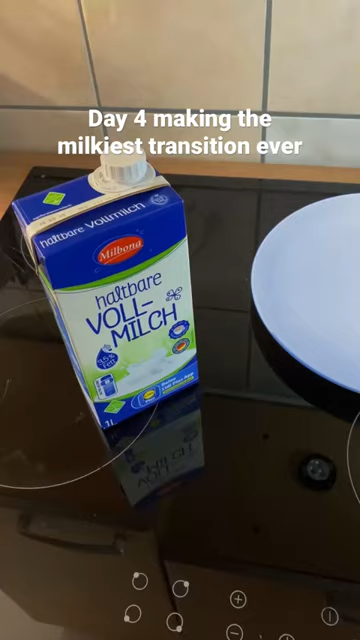 Day 4 making the
milkiest transition ever
haltbare Vollmilch
Milbona
haltbare
VOLL-
MILCH
3,5%
Fett
1L